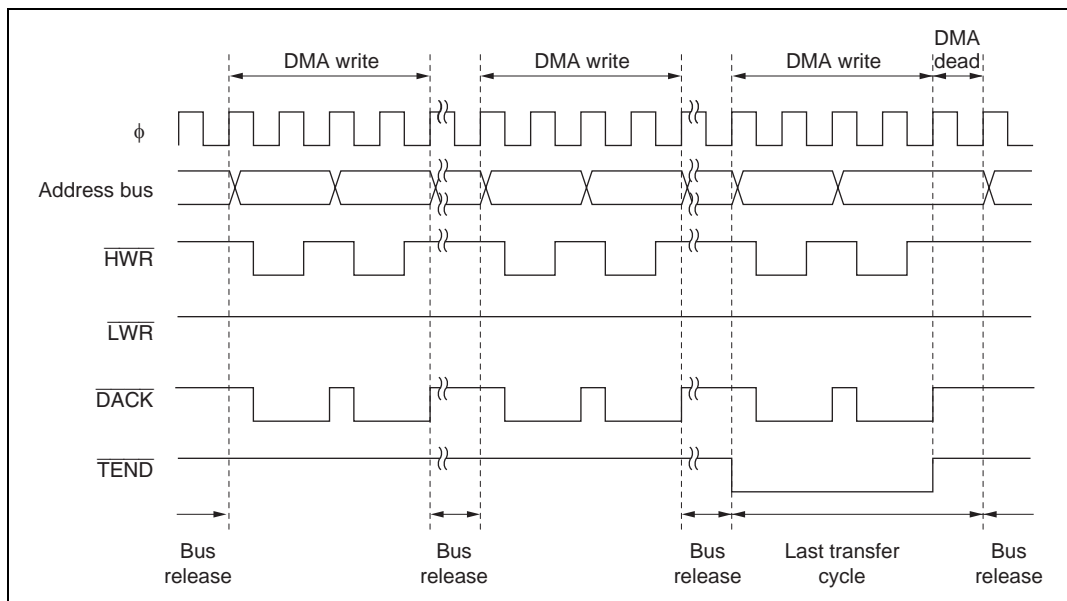 DMA
dead
DMA write DMA write DMA write
ϕ
Address bus
HWR
LWR
DACK
TEND
Bus release
Bus release
Bus release
Last transfer cycle
Bus release